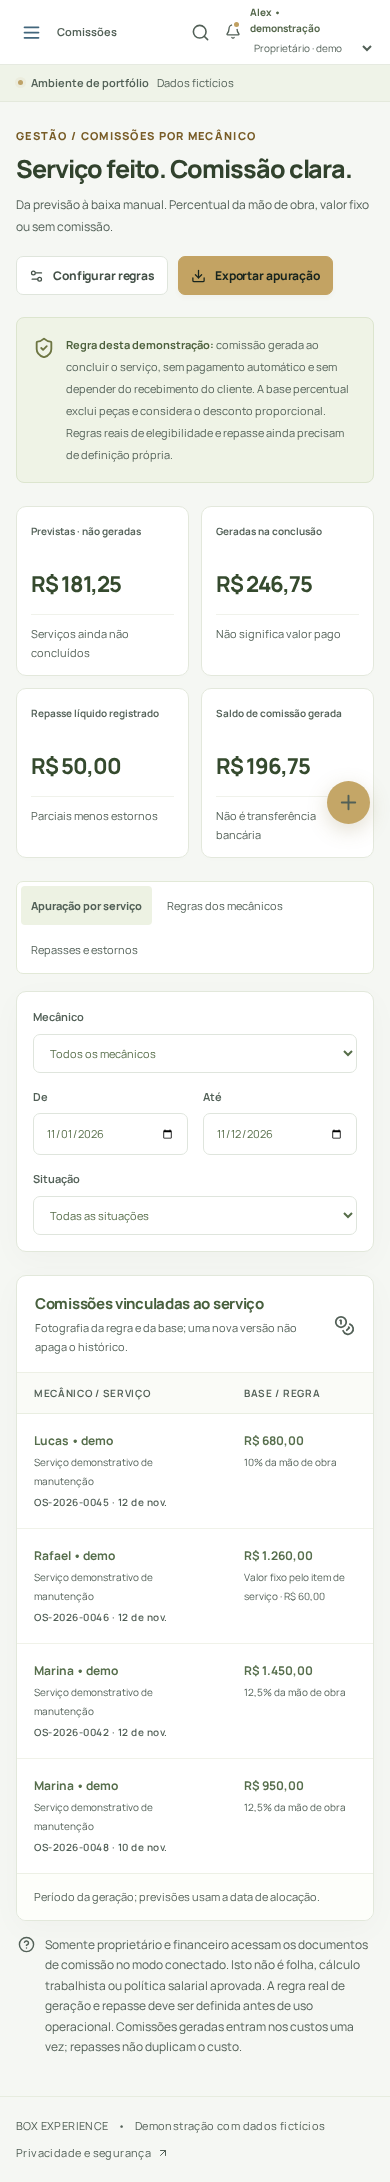 Comissões
Alex •
demonstração
Proprietário · demo
Ambiente de portfólio Dados fictícios
GESTÃO / COMISSÕES POR MECÂNICO
Serviço feito. Comissão clara.
Da previsão à baixa manual. Percentual da mão de obra, valor fixo
ou sem comissão.
Configurar regras
Exportar apuração
Regra desta demonstração: comissão gerada ao
concluir o serviço, sem pagamento automático e sem
depender do recebimento do cliente. A base percentual
exclui peças e considera o desconto proporcional.
Regras reais de elegibilidade e repasse ainda precisam
de definição própria.
Previstas · não geradas
R$ 181,25
Serviços ainda não
concluídos
Geradas na conclusão
R$ 246,75
Não significa valor pago
Repasse líquido registrado
R$ 50,00
Parciais menos estornos
Saldo de comissão gerada
R$ 196,75
Não é transferência
bancária
Apuração por serviço
Regras dos mecânicos
Repasses e estornos
Mecânico
Todos os mecânicos
De
11/01/2026
Até
11/12/2026
Situação
Todas as situações
Comissões vinculadas ao serviço
Fotografia da regra e da base; uma nova versão não
apaga o histórico.
MECÂNICO / SERVIÇO
BASE / REGRA
Lucas • demo
Serviço demonstrativo de
manutenção
OS-2026-0045 · 12 de nov.
R$ 680,00
10% da mão de obra
Rafael • demo
Serviço demonstrativo de
manutenção
OS-2026-0046 · 12 de nov.
R$ 1.260,00
Valor fixo pelo item de
serviço · R$ 60,00
Marina • demo
Serviço demonstrativo de
manutenção
OS-2026-0042 · 12 de nov.
R$ 1.450,00
12,5% da mão de obra
Marina • demo
Serviço demonstrativo de
manutenção
OS-2026-0048 · 10 de nov.
R$ 950,00
12,5% da mão de obra
Período da geração; previsões usam a data de alocação.
Somente proprietário e financeiro acessam os documentos
de comissão no modo conectado. Isto não é folha, cálculo
trabalhista ou política salarial aprovada. A regra real de
geração e repasse deve ser definida antes de uso
operacional. Comissões geradas entram nos custos uma
vez; repasses não duplicam o custo.
BOX EXPERIENCE • Demonstração com dados fictícios
Privacidade e segurança